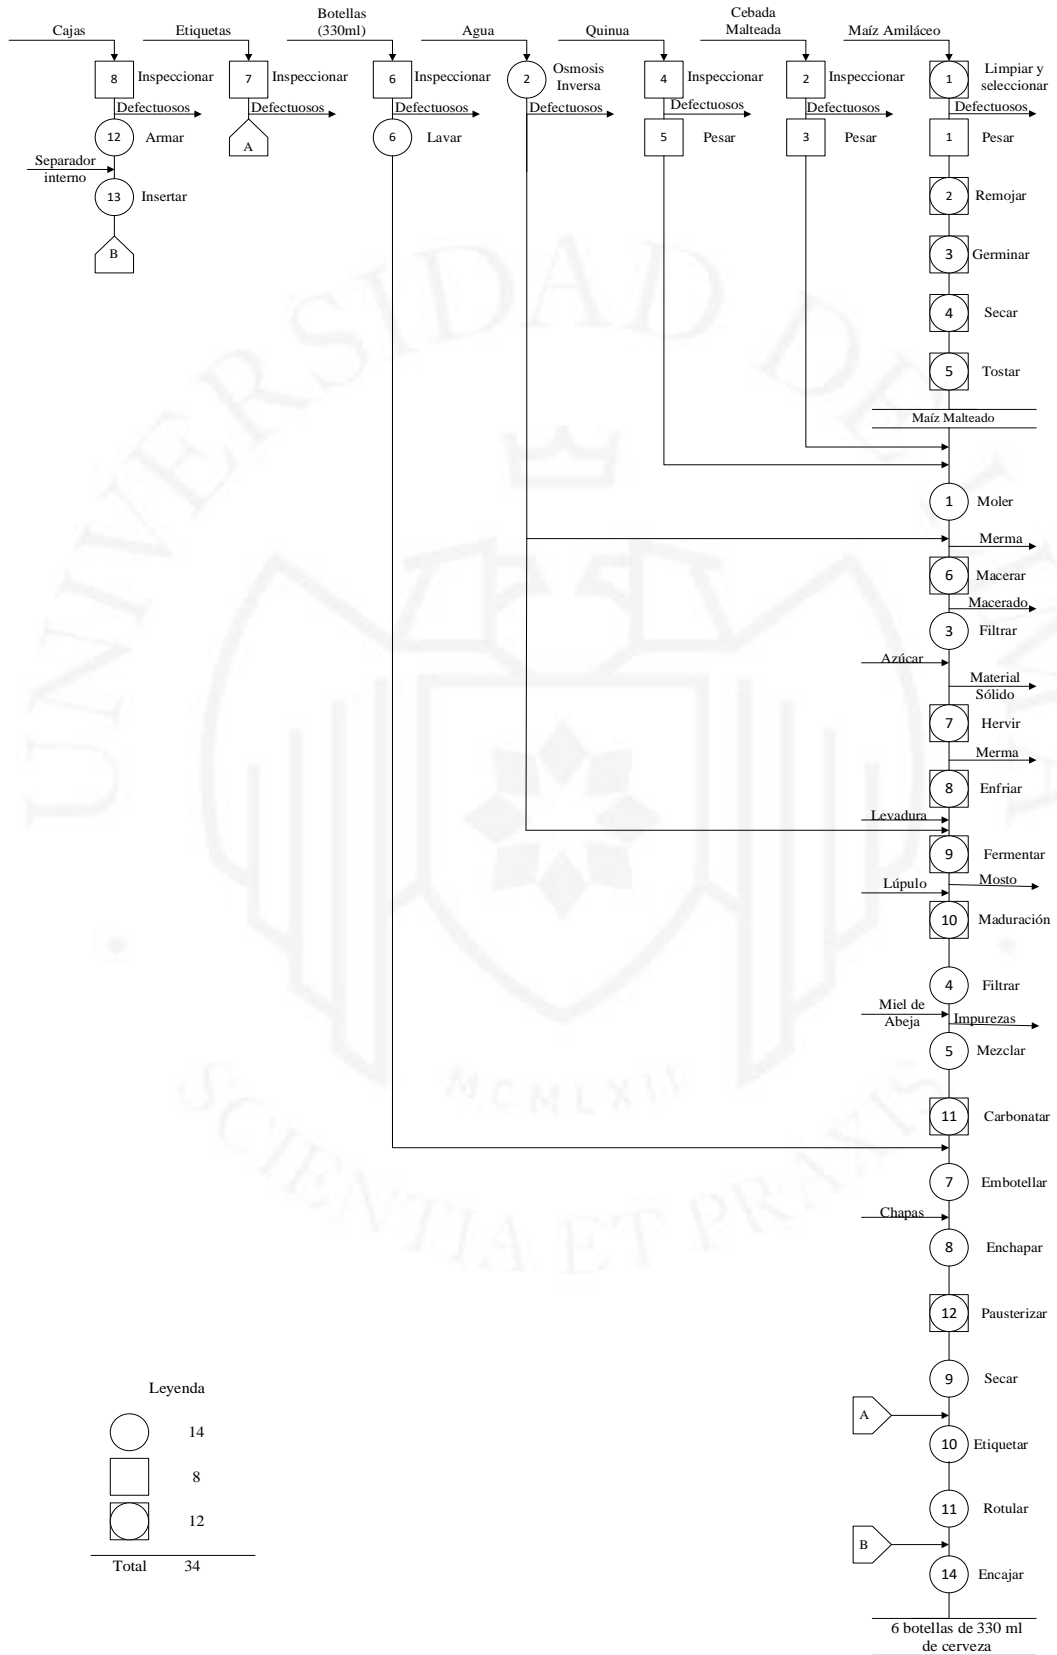 Cajas
Etiquetas
Botellas
(330ml)
Agua
Quinua
Cebada
Malteada
Maíz Amiláceo
8 Inspeccionar
7 Inspeccionar
6 Inspeccionar
2 Osmosis
Inversa
4 Inspeccionar
2 Inspeccionar
1 Limpiar y
seleccionar
Defectuosos
Defectuosos
Defectuosos
Defectuosos
Defectuosos
Defectuosos
Defectuosos
12 Armar
A
6 Lavar
5 Pesar
3 Pesar
1 Pesar
Separador
interno
13 Insertar
B
2 Remojar
3 Germinar
4 Secar
5 Tostar
Maíz Malteado
1 Moler
Merma
6 Macerar
Macerado
3 Filtrar
Azúcar
Material
Sólido
7 Hervir
Merma
8 Enfriar
Levadura
9 Fermentar
Mosto
Lúpulo
10 Maduración
4 Filtrar
Miel de
Abeja
Impurezas
5 Mezclar
11 Carbonatar
7 Embotellar
Chapas
8 Enchapar
12 Pausterizar
9 Secar
A
10 Etiquetar
11 Rotular
B
14 Encajar
6 botellas de 330 ml
de cerveza
Leyenda
14
8
12
Total 34
UNIVERSIDAD DE LIMA
MCMLXII
SCIENTIA ET PRAXIS